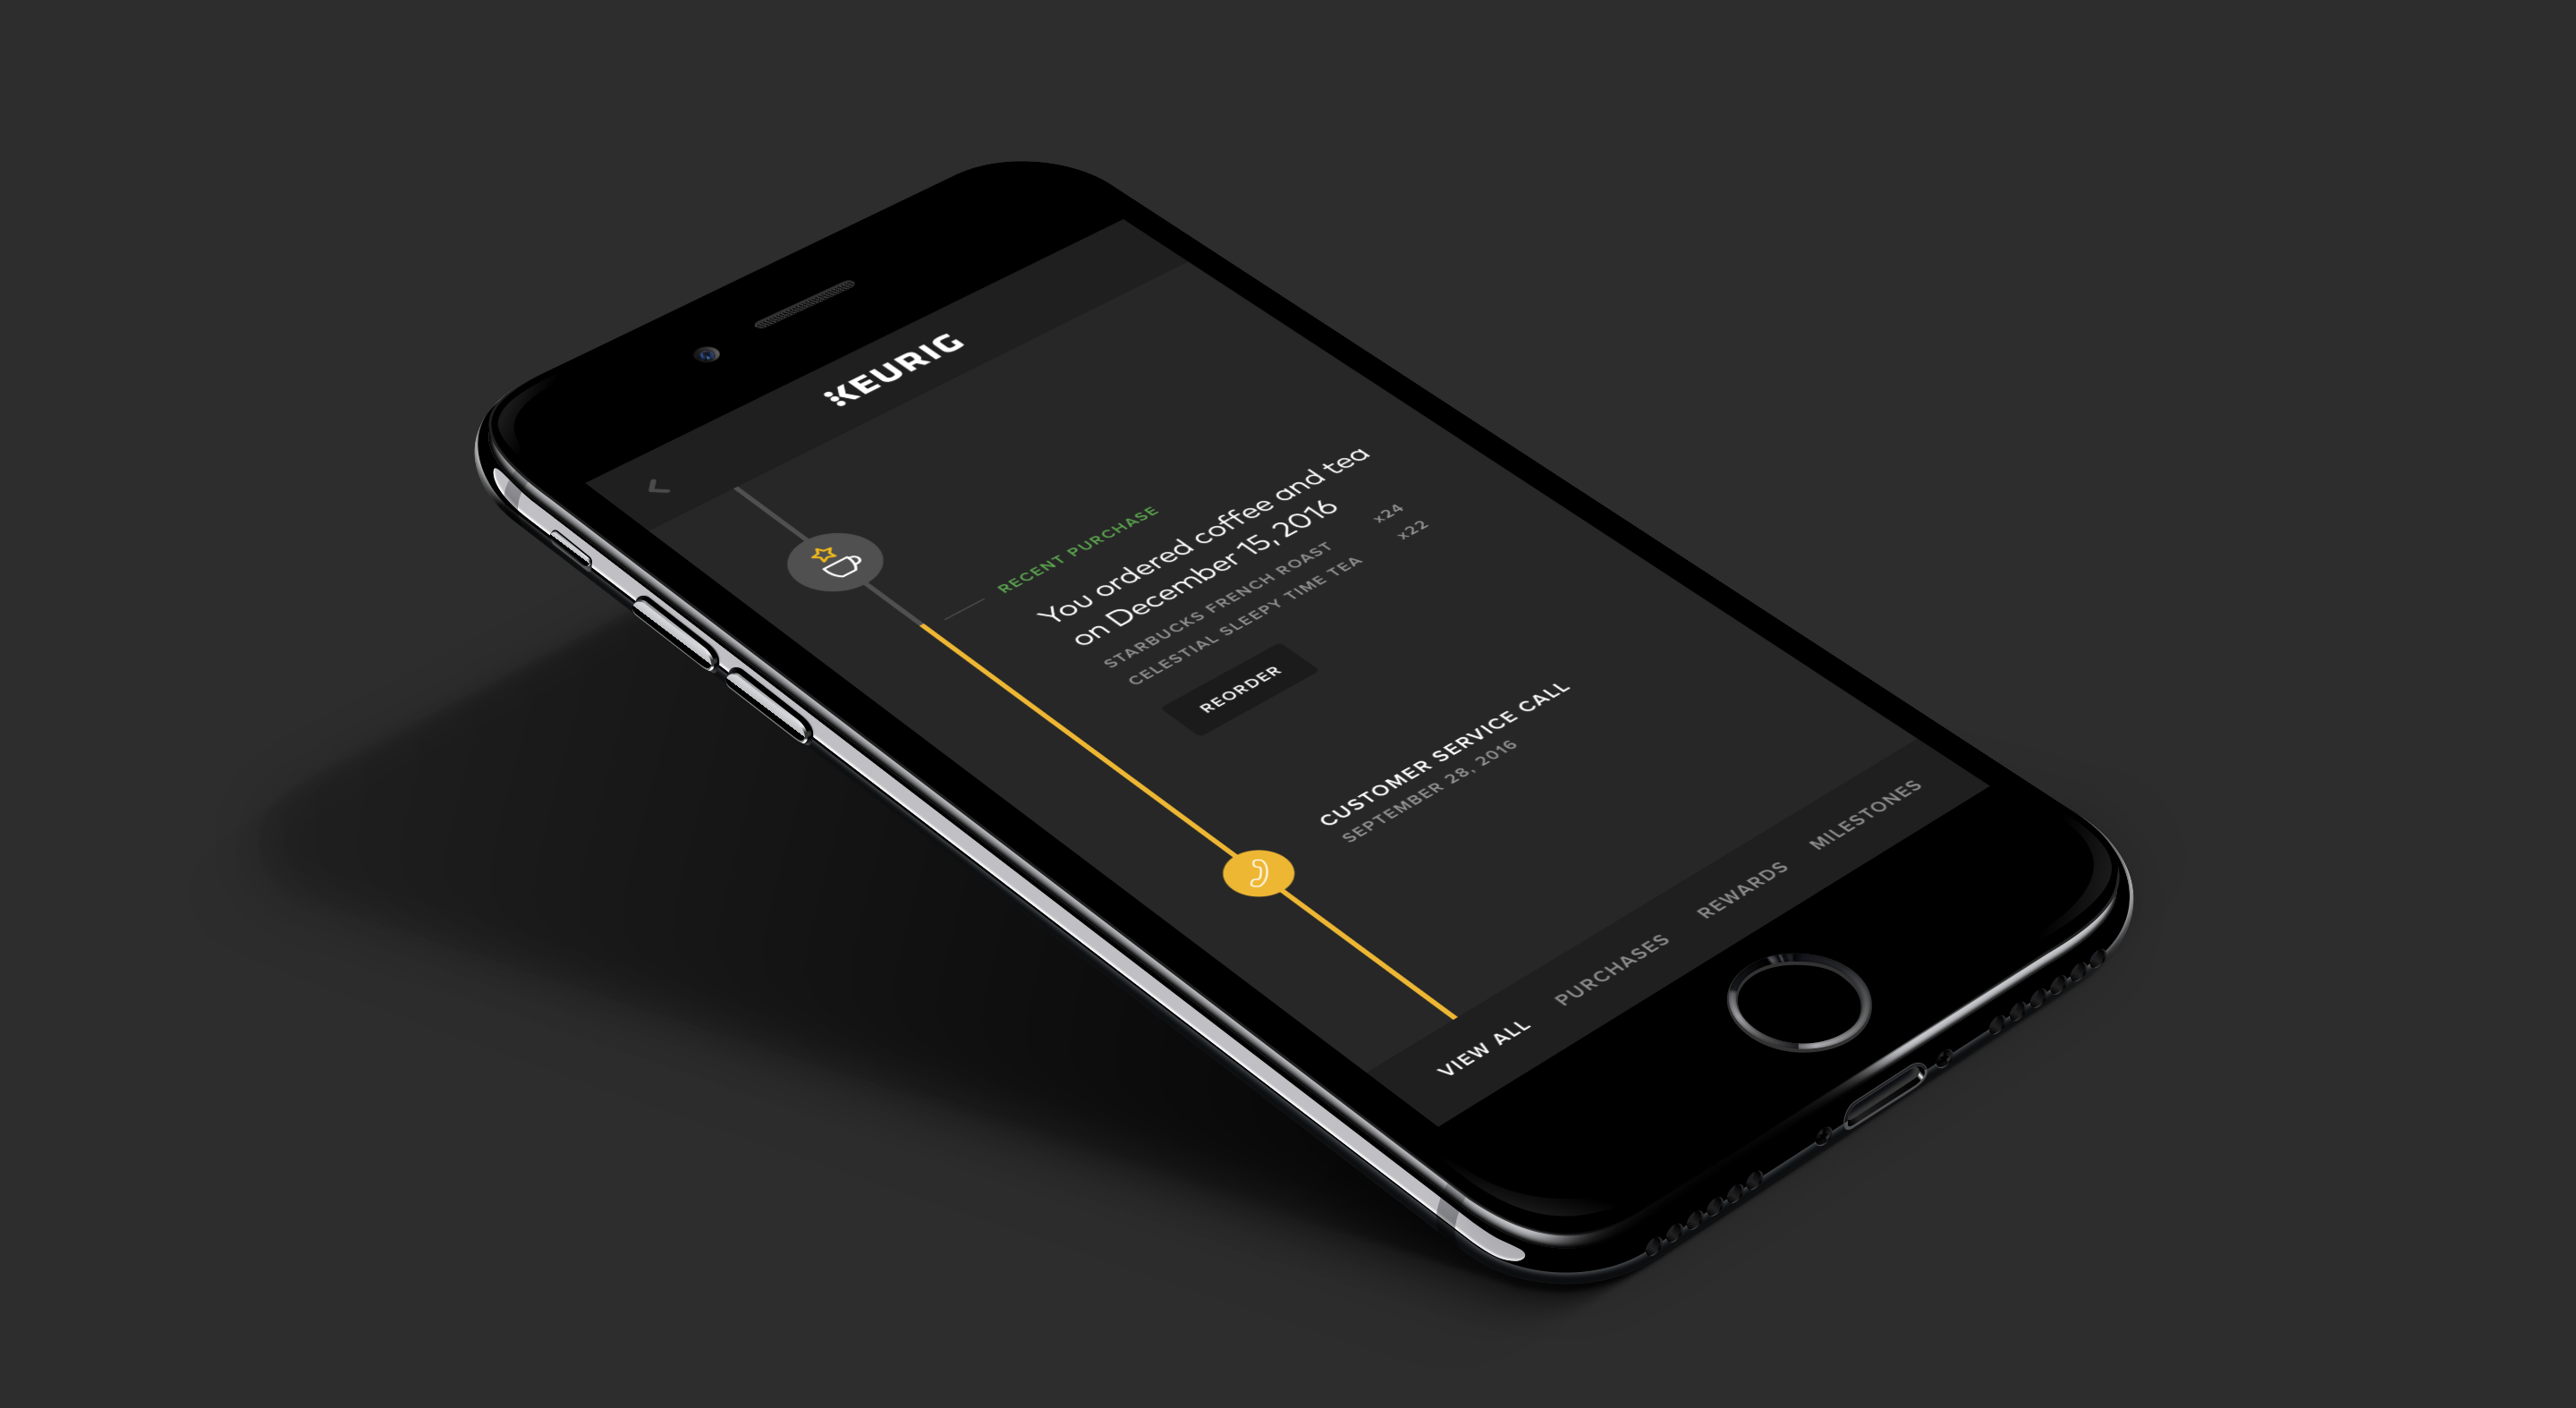 KEURIG
RECENT PURCHASE
You ordered coffee and tea
on December 15, 2016
STARBUCKS FRENCH ROAST x24
CELESTIAL SLEEPY TIME TEA x22
REORDER
CUSTOMER SERVICE CALL
SEPTEMBER 28, 2016
VIEW ALL PURCHASES REWARDS MILESTONES